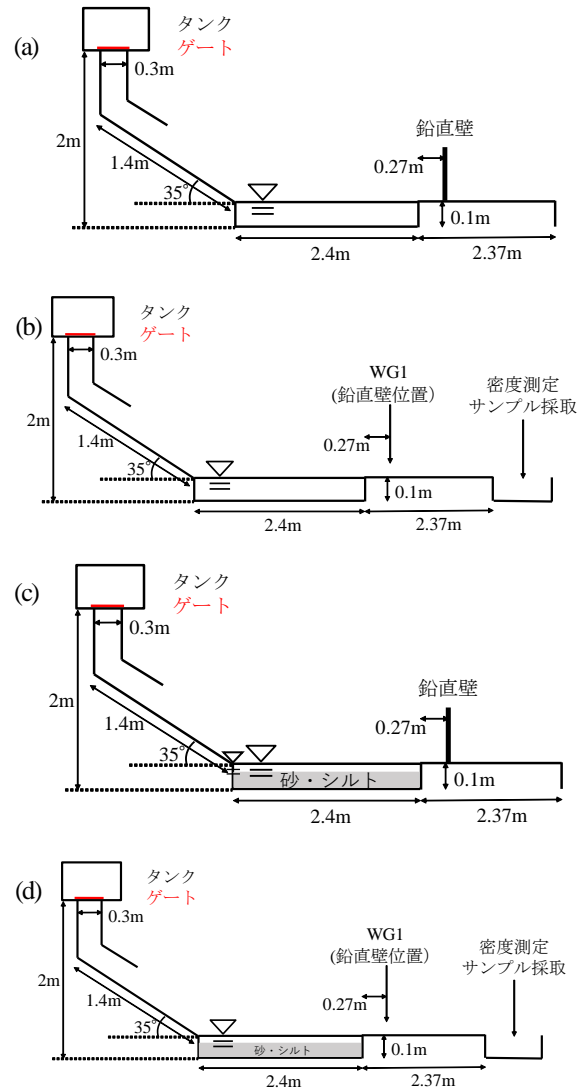 (a)
タンク
ゲート
0.3m
鉛直壁
2m
1.4m
0.27m
35°
0.1m
2.4m
2.37m
(b)
タンク
ゲート
0.3m
WG1
(鉛直壁位置)
密度測定
サンプル採取
2m
1.4m
0.27m
35°
0.1m
2.4m
2.37m
(c)
タンク
ゲート
0.3m
鉛直壁
2m
1.4m
0.27m
35°
砂・シルト
0.1m
2.4m
2.37m
(d)
タンク
ゲート
0.3m
WG1
(鉛直壁位置)
密度測定
サンプル採取
2m
1.4m
0.27m
35°
砂・シルト
0.1m
2.4m
2.37m